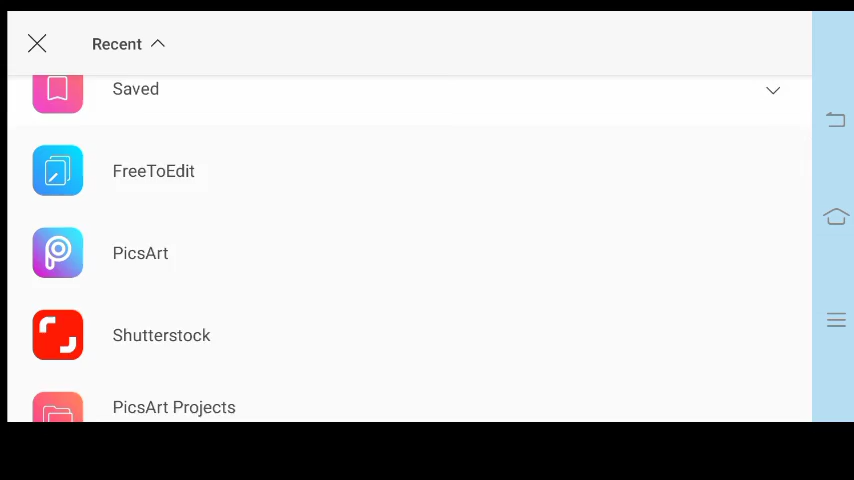 Recent
Saved
FreeToEdit
PicsArt
Shutterstock
PicsArt Projects